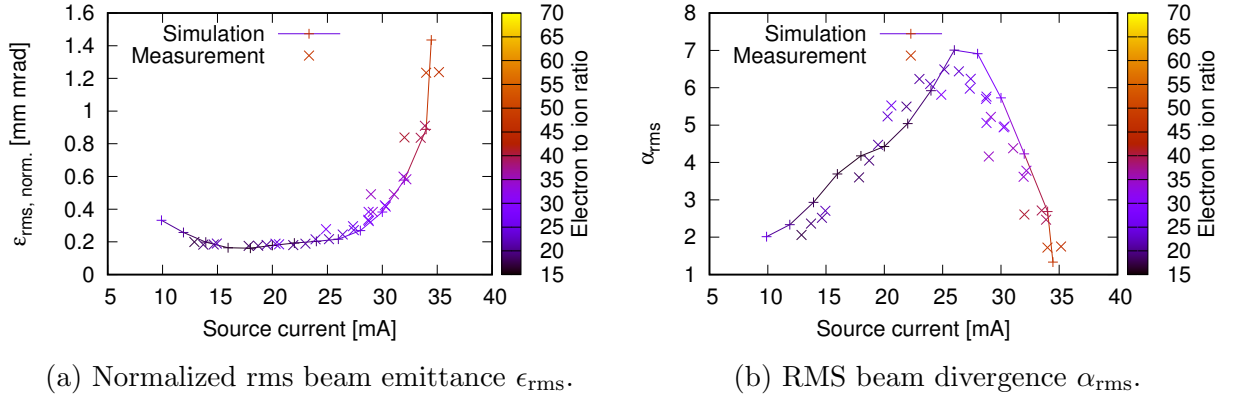 1.6
1.4
1.2
1
0.8
0.6
0.4
0.2
0
5 10 15 20 25 30 35 40
Source current [mA]
εrms, norm. [mm mrad]
Simulation
Measurement
70
65
60
55
50
45
40
35
30
25
20
15
Electron to ion ratio
(a) Normalized rms beam emittance ϵrms.
8
7
6
5
4
3
2
1
5 10 15 20 25 30 35 40
Source current [mA]
αrms
Simulation
Measurement
70
65
60
55
50
45
40
35
30
25
20
15
Electron to ion ratio
(b) RMS beam divergence αrms.